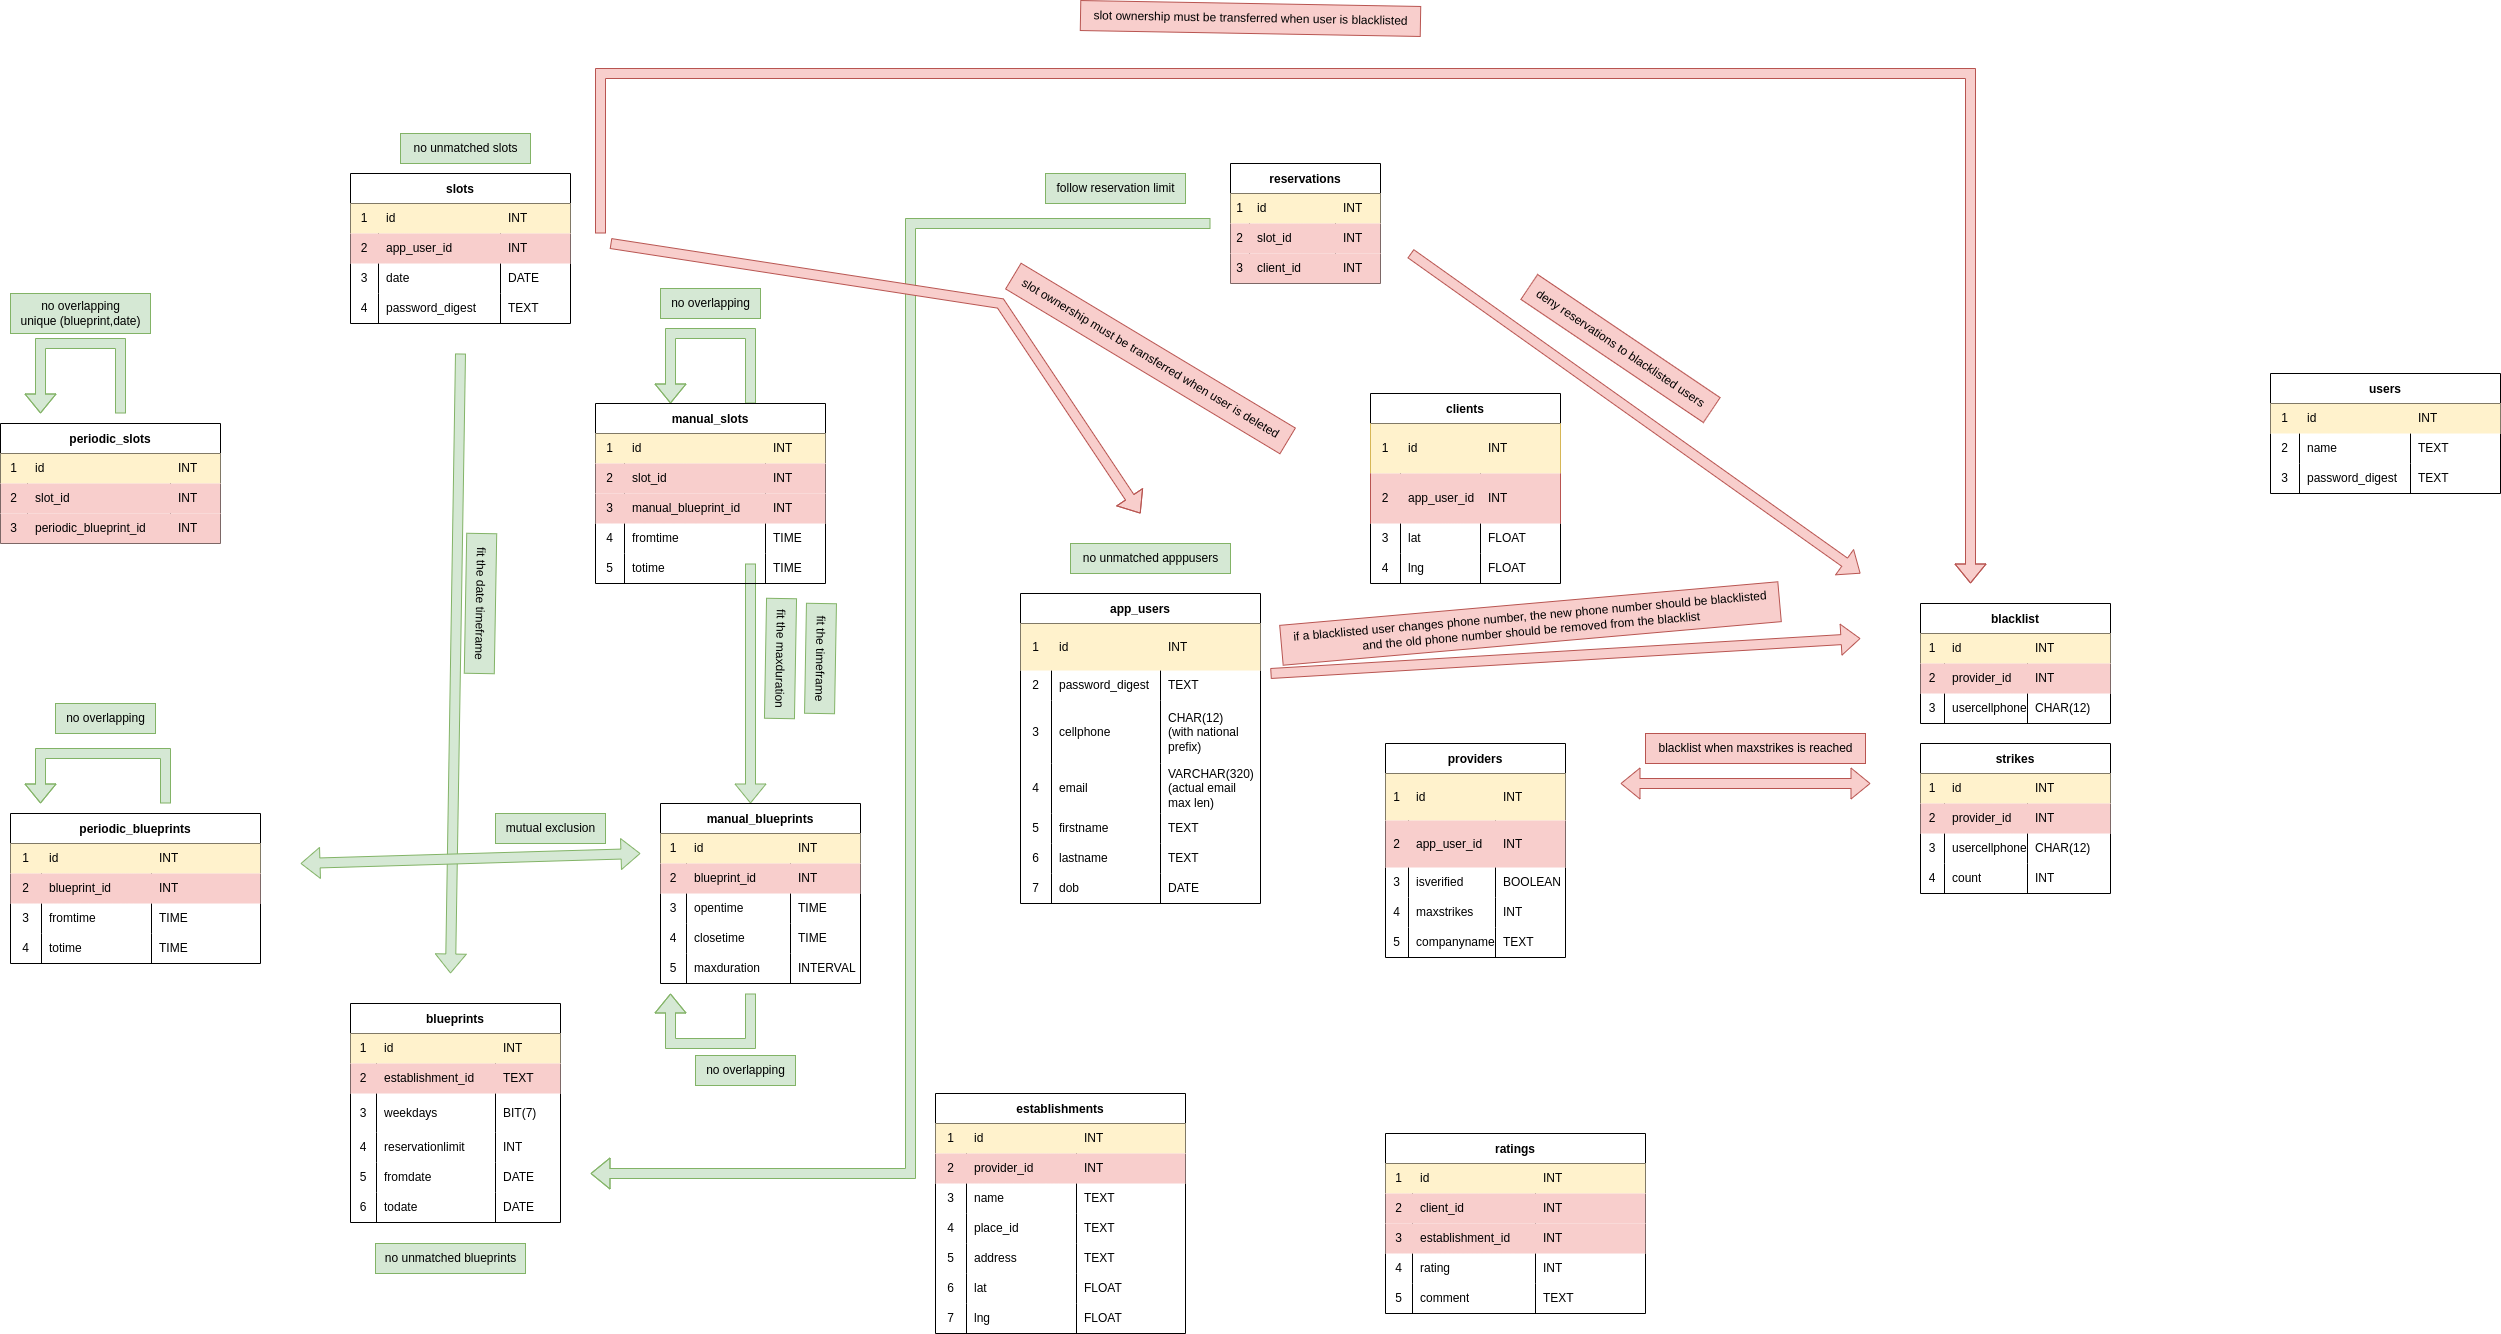 slot ownership must be transferred when user is blacklisted
no unmatched slots
slots
1 id INT
2 app_user_id INT
3 date DATE
4 password_digest TEXT
follow reservation limit
reservations
1 id INT
2 slot_id INT
3 client_id INT
no overlapping
unique (blueprint,date)
periodic_slots
1 id INT
2 slot_id INT
3 periodic_blueprint_id INT
no overlapping
manual_slots
1 id INT
2 slot_id INT
3 manual_blueprint_id INT
4 fromtime TIME
5 totime TIME
slot ownership must be transferred when user is deleted
deny reservations to blacklisted users
clients
1 id INT
2 app_user_id INT
3 lat FLOAT
4 lng FLOAT
users
1 id INT
2 name TEXT
3 password_digest TEXT
fit the date timeframe
fit the maxduration
fit the timeframe
no unmatched apppusers
app_users
1 id INT
2 password_digest TEXT
3 cellphone CHAR(12)
(with national
prefix)
4 email VARCHAR(320)
(actual email
max len)
5 firstname TEXT
6 lastname TEXT
7 dob DATE
if a blacklisted user changes phone number, the new phone number should be blacklisted
and the old phone number should be removed from the blacklist
blacklist
1 id INT
2 provider_id INT
3 usercellphone CHAR(12)
blacklist when maxstrikes is reached
providers
1 id INT
2 app_user_id INT
3 isverified BOOLEAN
4 maxstrikes INT
5 companyname TEXT
strikes
1 id INT
2 provider_id INT
3 usercellphone CHAR(12)
4 count INT
no overlapping
periodic_blueprints
1 id INT
2 blueprint_id INT
3 fromtime TIME
4 totime TIME
mutual exclusion
manual_blueprints
1 id INT
2 blueprint_id INT
3 opentime TIME
4 closetime TIME
5 maxduration INTERVAL
no overlapping
blueprints
1 id INT
2 establishment_id TEXT
3 weekdays BIT(7)
4 reservationlimit INT
5 fromdate DATE
6 todate DATE
no unmatched blueprints
establishments
1 id INT
2 provider_id INT
3 name TEXT
4 place_id TEXT
5 address TEXT
6 lat FLOAT
7 lng FLOAT
ratings
1 id INT
2 client_id INT
3 establishment_id INT
4 rating INT
5 comment TEXT